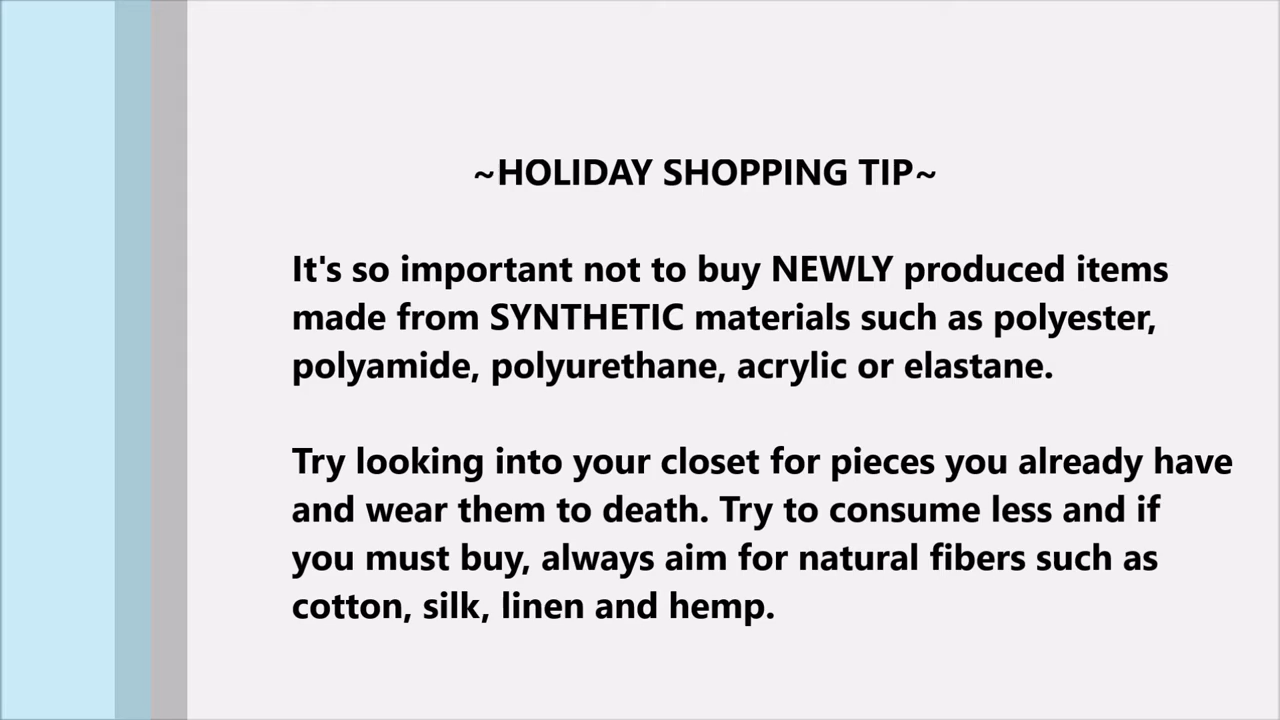 ~HOLIDAY SHOPPING TIP~
It's so important not to buy NEWLY produced items
made from SYNTHETIC materials such as polyester,
polyamide, polyurethane, acrylic or elastane.
Try looking into your closet for pieces you already have
and wear them to death. Try to consume less and if
you must buy, always aim for natural fibers such as
cotton, silk, linen and hemp.